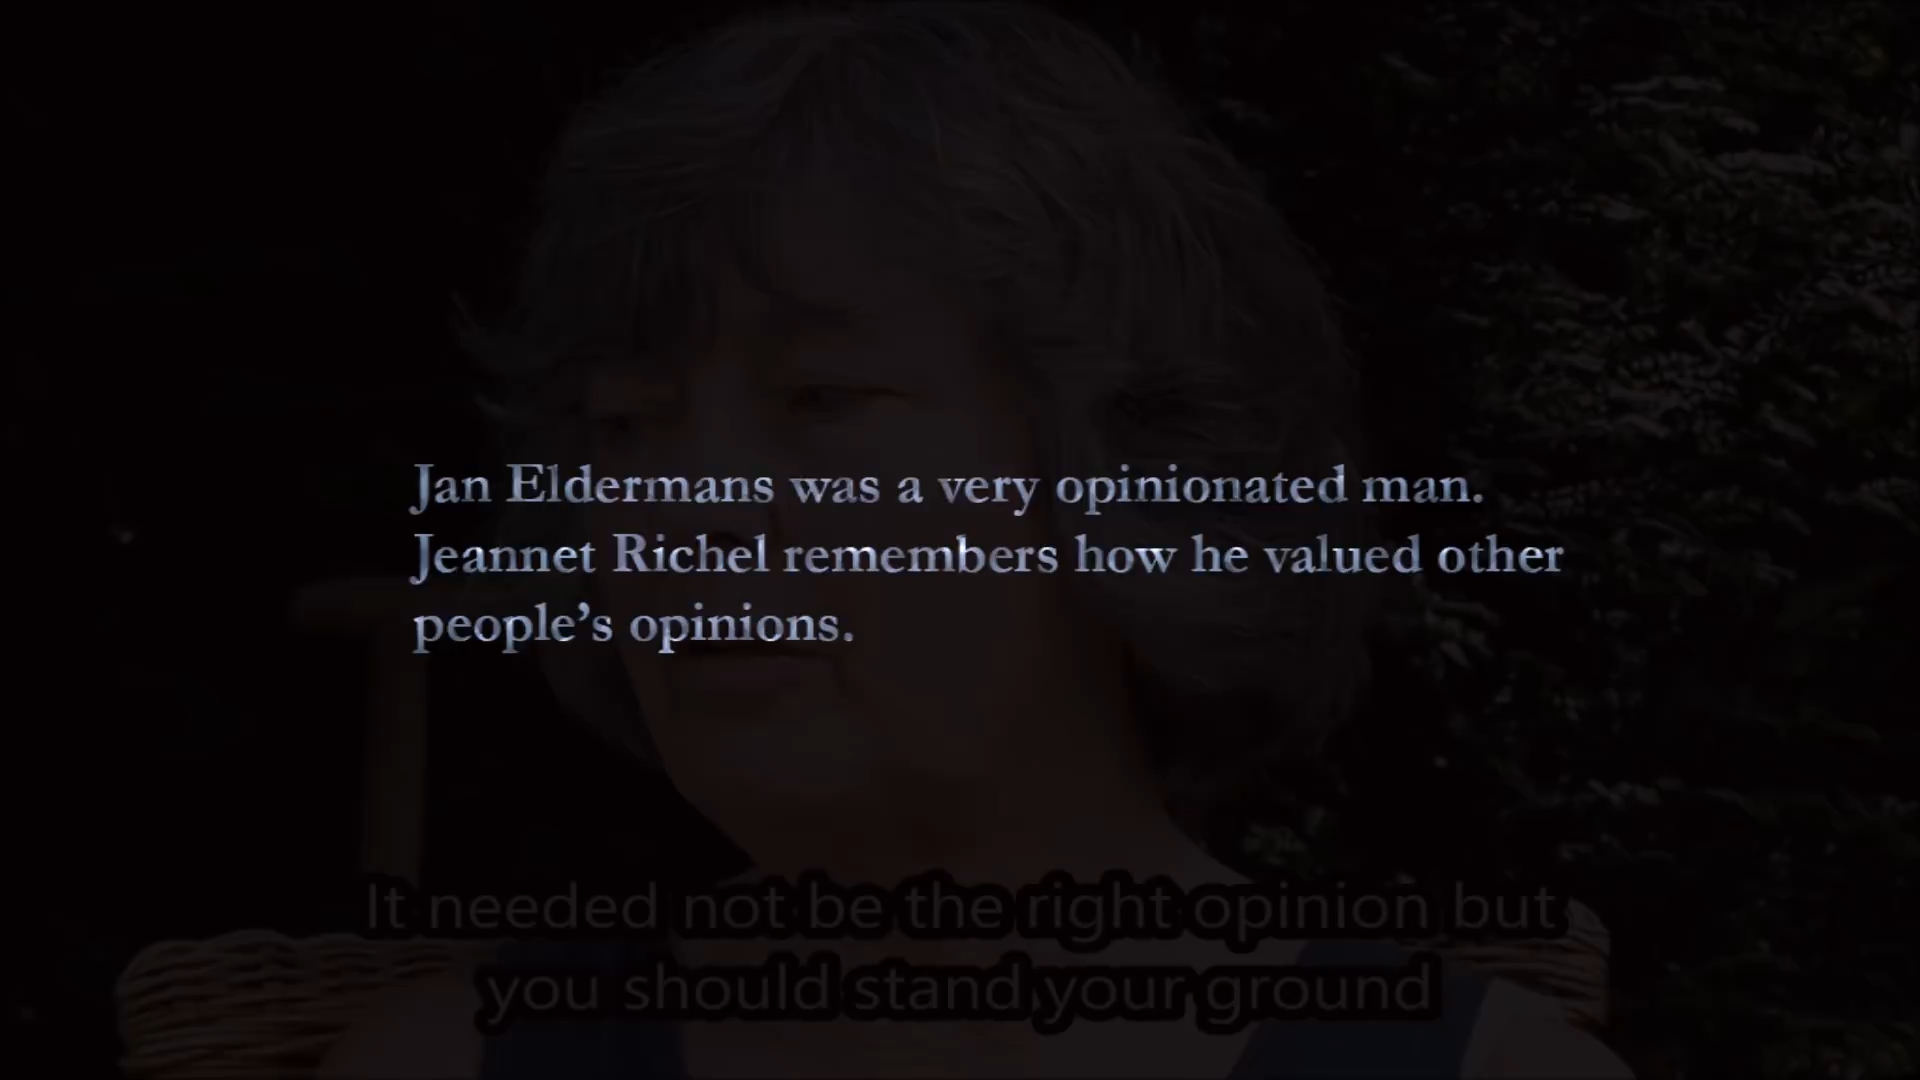 Jan Eldermans was a very opinionated man.
Jeannet Richel remembers how he valued other
people’s opinions.
It needed not be the right opinion but
you should stand your ground